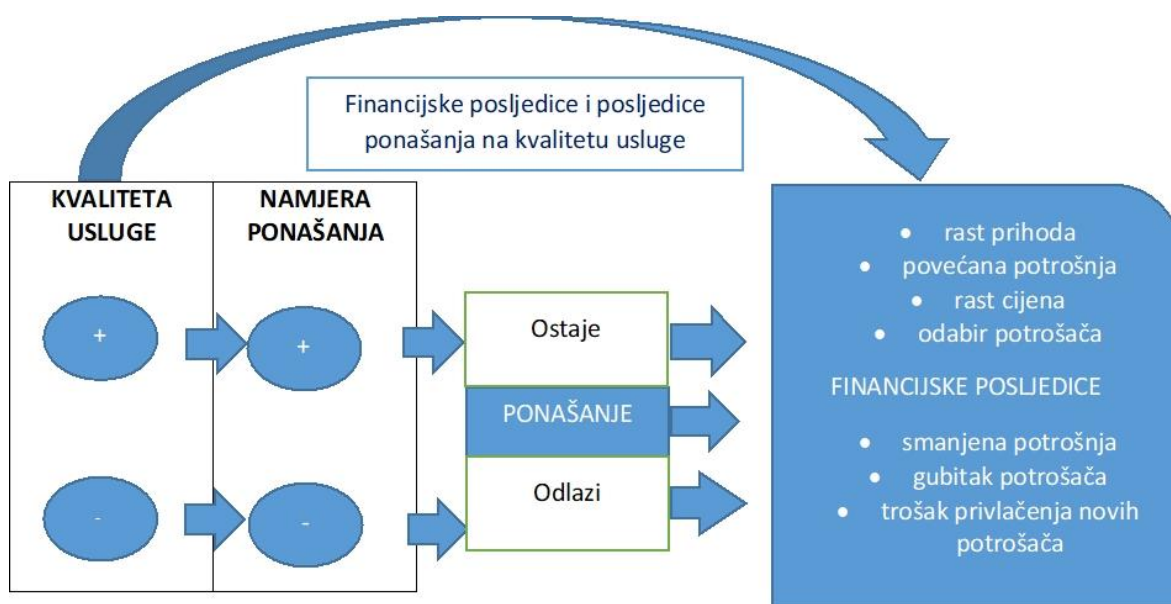 Financijske posljedice i posljedice
ponašanja na kvalitetu usluge
KVALITETA
USLUGE
NAMJERA
PONAŠANJA
+
+
Ostaje
PONAŠANJE
Odlazi
-
-
• rast prihoda
• povećana potrošnja
• rast cijena
• odabir potrošača
FINANCIJSKE POSLJEDICE
• smanjena potrošnja
• gubitak potrošača
• trošak privlačenja novih
potrošača